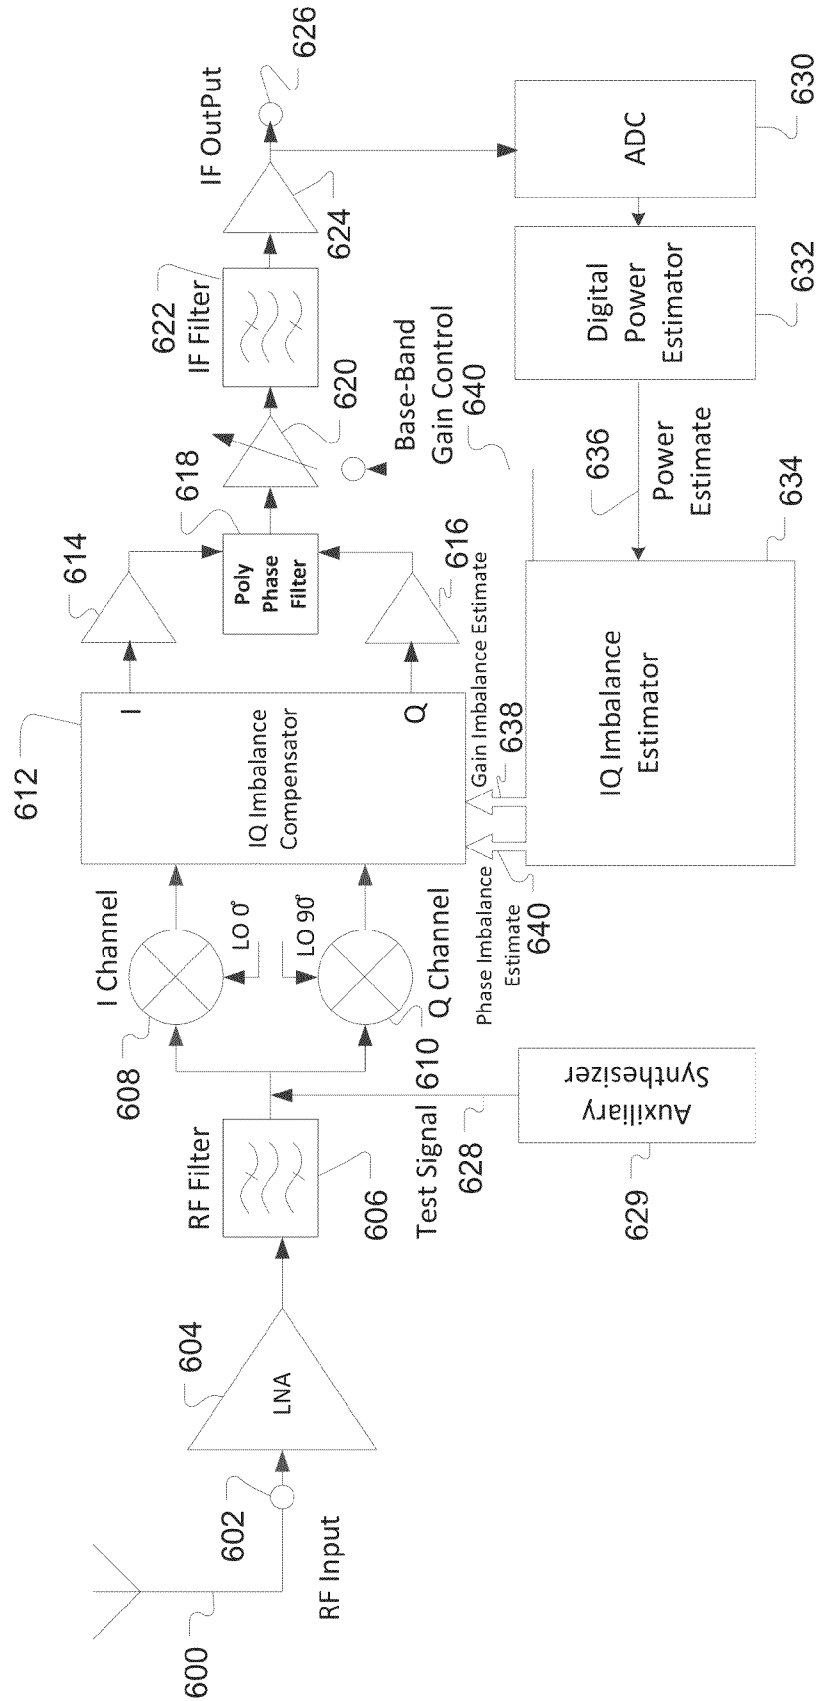 600
RF Input
602
604
LNA
RF Filter
606
Test Signal
628
629
Auxiliary
Synthesizer
I Channel
608
LO 0°
LO 90°
Q Channel
610
612
IQ Imbalance
Compensator
I
Q
614
616
618
Poly
Phase
Filter
620
Base-Band
Gain Control
640
622
IF Filter
624
IF OutPut
626
ADC
630
Digital
Power
Estimator
632
636
Power
Estimate
634
IQ Imbalance
Estimator
Gain Imbalance Estimate
638
Phase Imbalance
Estimate
640